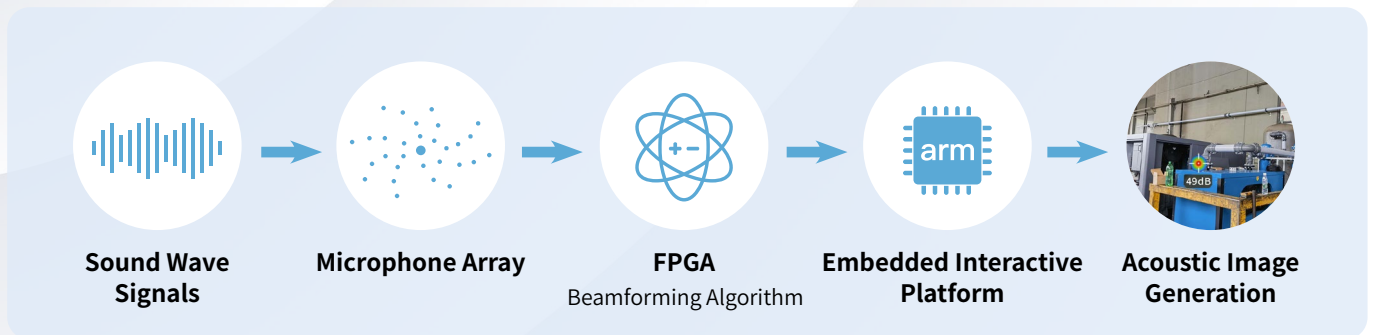 arm
49dB
Sound Wave
Signals
Microphone Array
FPGA
Beamforming Algorithm
Embedded Interactive
Platform
Acoustic Image
Generation